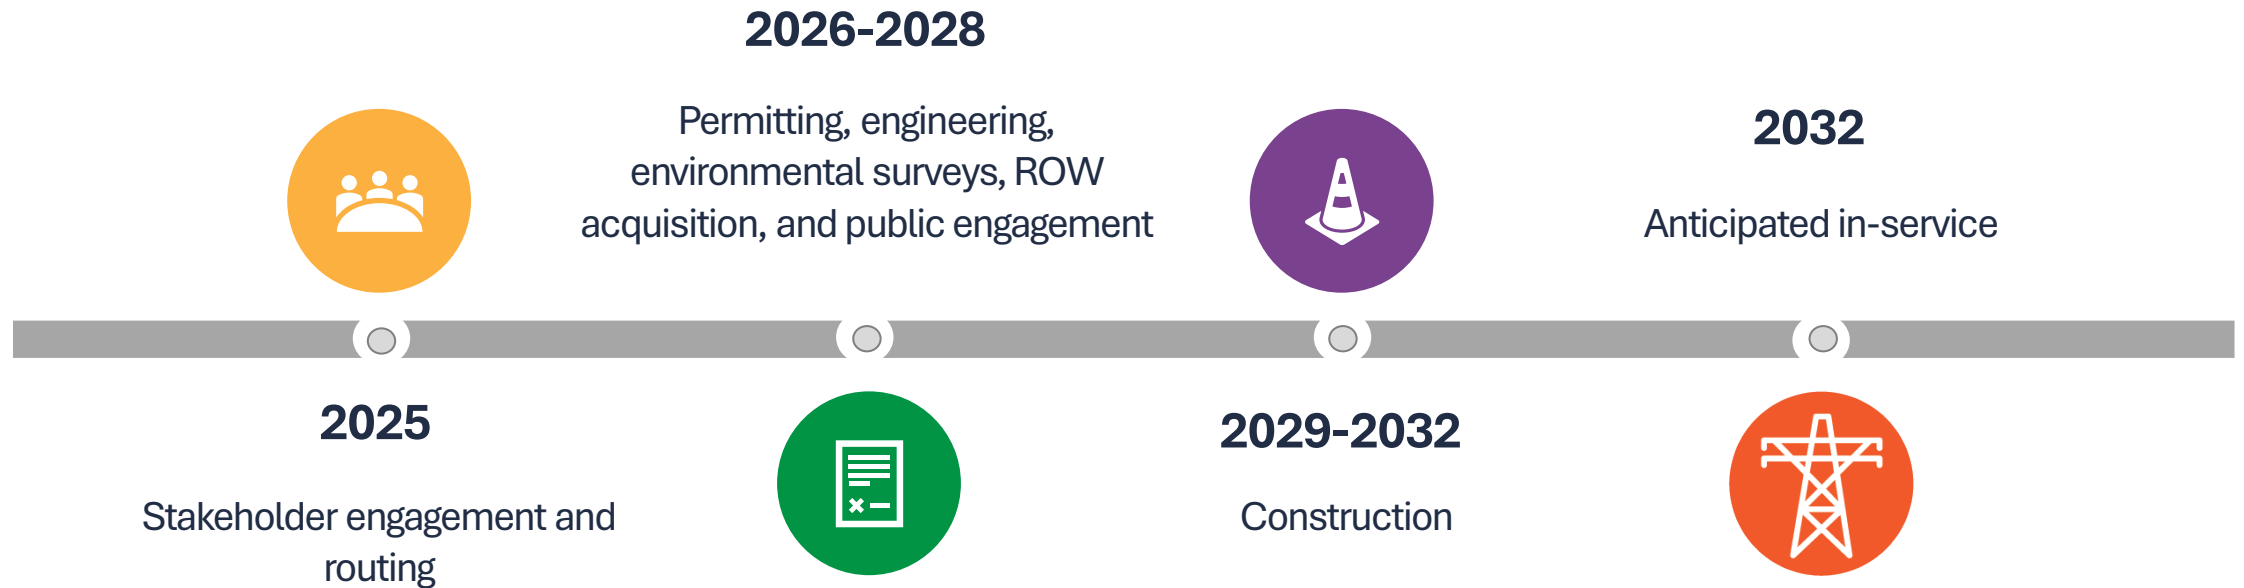 2025
Stakeholder engagement and
routing
2026-2028
Permitting, engineering,
environmental surveys, ROW
acquisition, and public engagement
2029-2032
Construction
2032
Anticipated in-service